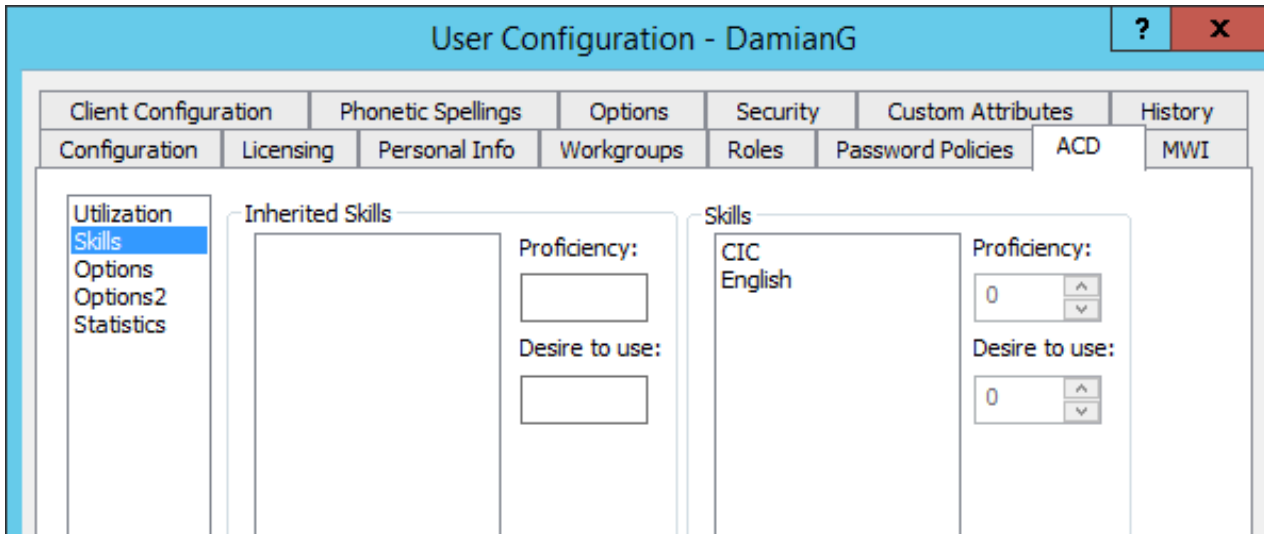 User Configuration - DamianG
? x
Client Configuration Phonetic Spellings Options Security Custom Attributes History
Configuration Licensing Personal Info Workgroups Roles Password Policies ACD MWI
Utilization
Skills
Options
Options2
Statistics
Inherited Skills
Proficiency:
Desire to use:
Skills
CIC
English
Proficiency:
0
Desire to use:
0